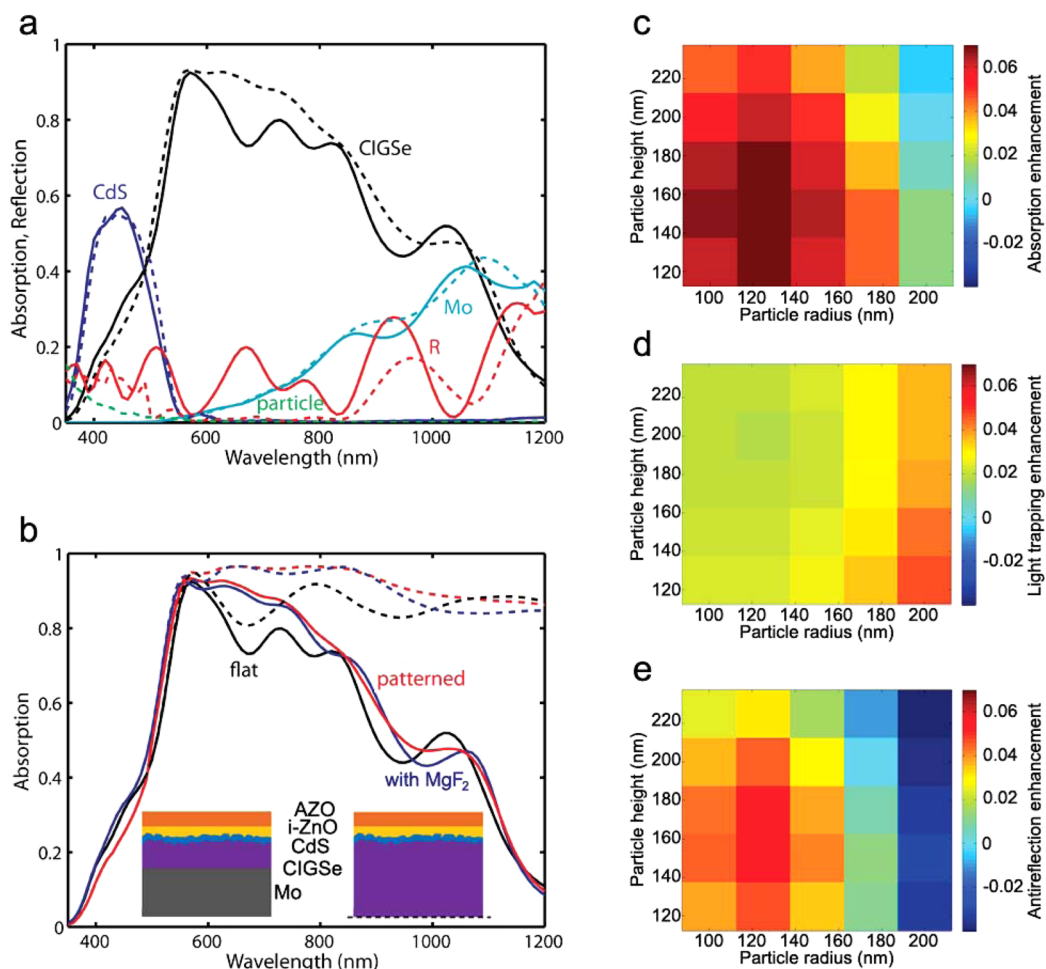 a
Absorption, Reflection
1
0.8
0.6
0.4
0.2
0
CIGSe
CdS
Mo
R
particle
400 600 800 1000 1200
Wavelength (nm)
b
Absorption
1
0.8
0.6
0.4
0.2
0
flat
patterned
with MgF2
AZO
i-ZnO
CdS
CIGSe
Mo
400 600 800 1000 1200
Wavelength (nm)
c
Particle height (nm)
220
200
180
160
140
120
100 120 140 160 180 200
Particle radius (nm)
0.06
0.04
0.02
0
-0.02
Absorption enhancement
d
Particle height (nm)
220
200
180
160
140
120
100 120 140 160 180 200
Particle radius (nm)
0.06
0.04
0.02
0
-0.02
Light trapping enhancement
e
Particle height (nm)
220
200
180
160
140
120
100 120 140 160 180 200
Particle radius (nm)
0.06
0.04
0.02
0
-0.02
Antireflection enhancement